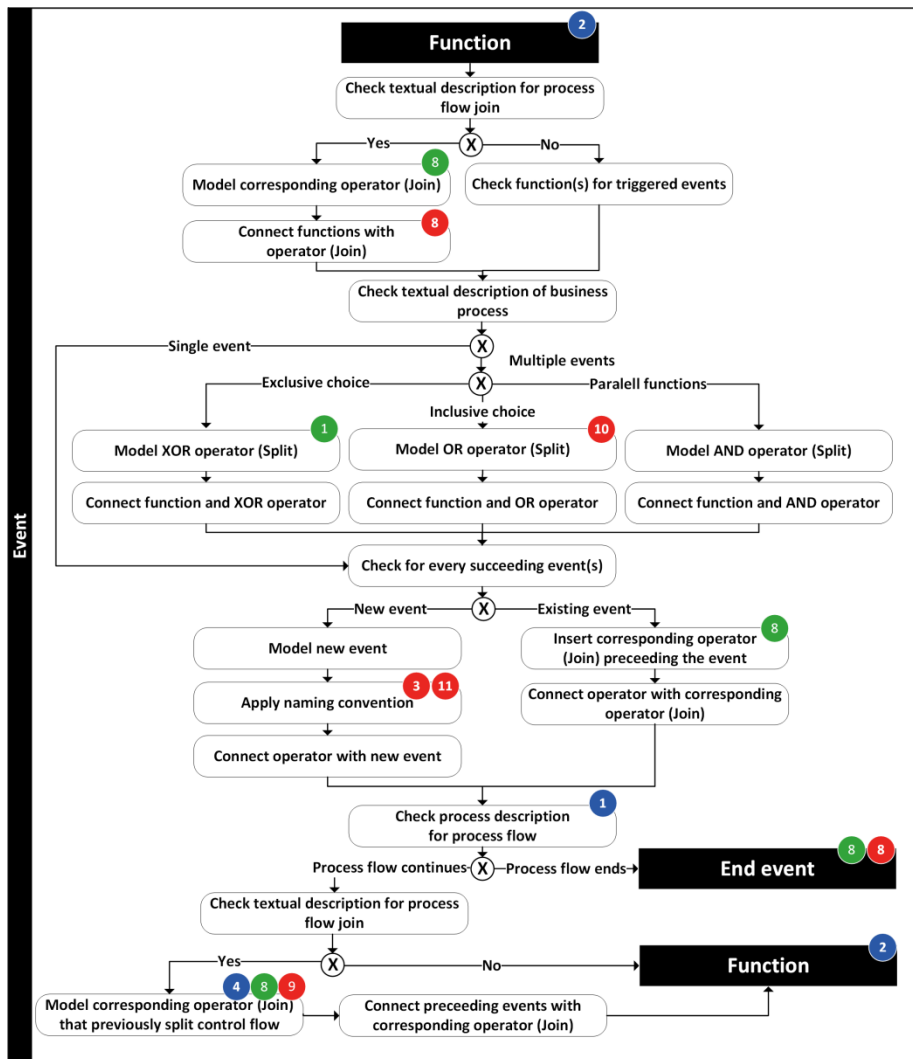 2
Function
Check textual description for process
flow join
Yes
X
No
8
Model corresponding operator (Join)
Check function(s) for triggered events
8
Connect functions with
operator (Join)
Check textual description of business
process
Single event
X
Multiple events
Exclusive choice
X
Paralell functions
Inclusive choice
1
Model XOR operator (Split)
10
Model OR operator (Split)
Model AND operator (Split)
Connect function and XOR operator
Connect function and OR operator
Connect function and AND operator
Event
Check for every succeeding event(s)
New event
X
Existing event
8
Model new event
Insert corresponding operator
(Join) preceeding the event
3 11
Apply naming convention
Connect operator with corresponding
operator (Join)
Connect operator with new event
1
Check process description
for process flow
Process flow continues
X
Process flow ends
8 8
End event
Check textual description for process
flow join
Yes
X
No
2
Function
4 8 9
Model corresponding operator (Join)
that previously split control flow
Connect preceeding events with
corresponding operator (Join)